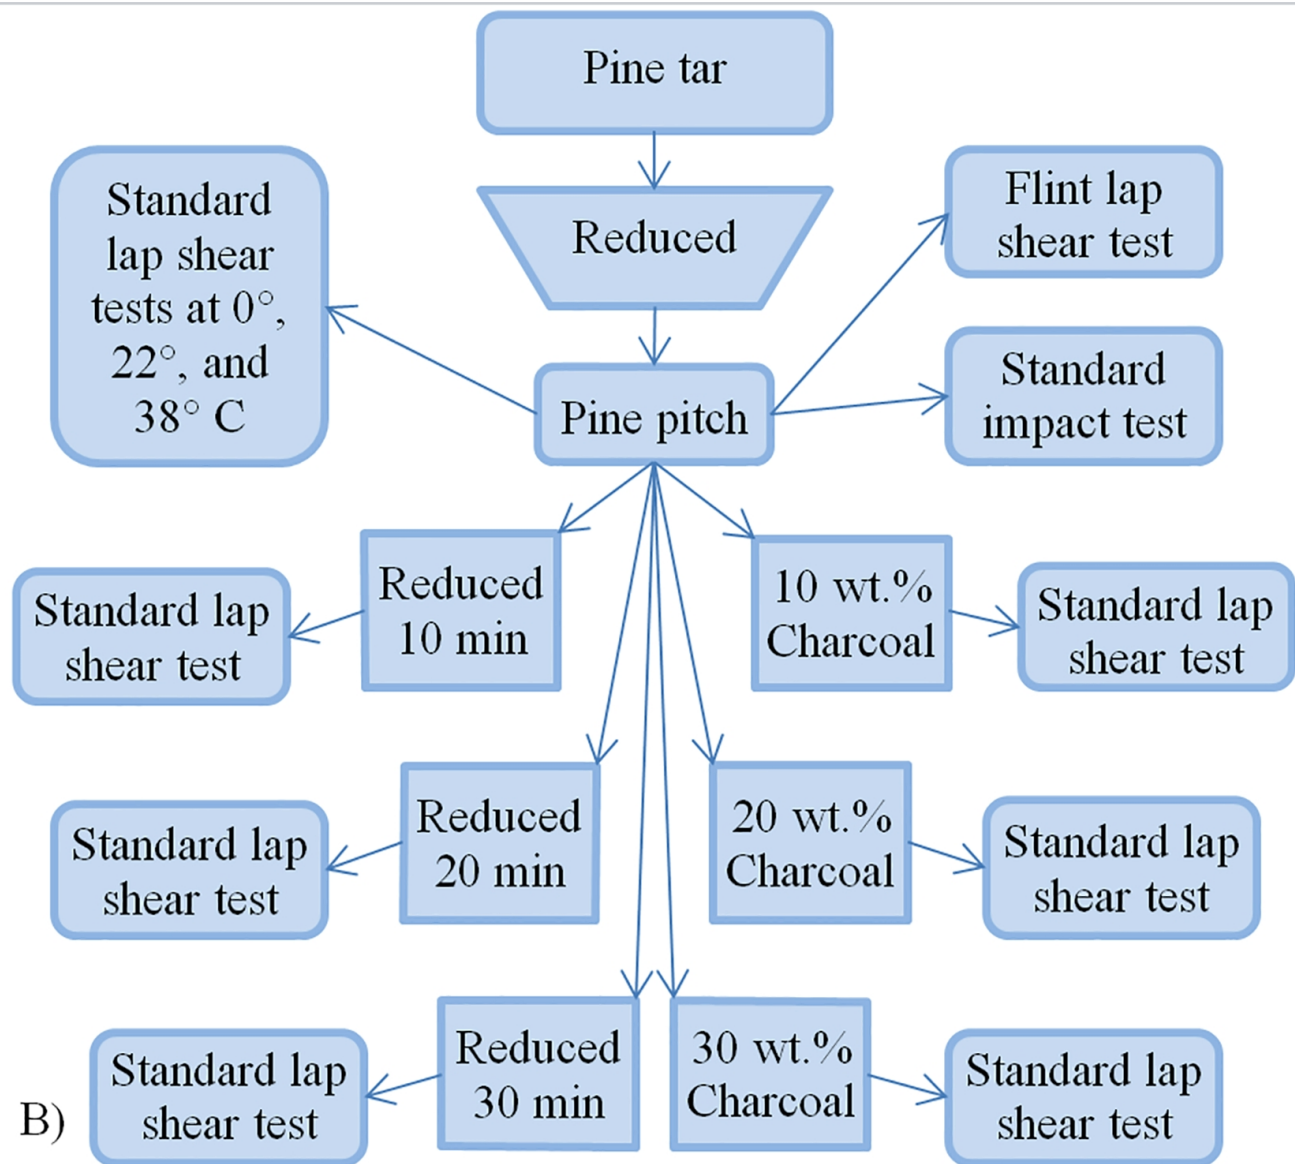 Pine tar
Reduced
Standard
lap shear
tests at 0°,
22°, and
38° C
Flint lap
shear test
Pine pitch
Standard
impact test
Reduced
10 min
10 wt.%
Charcoal
Standard lap
shear test
Standard lap
shear test
Reduced
20 min
20 wt.%
Charcoal
Standard lap
shear test
Standard lap
shear test
Reduced
30 min
30 wt.%
Charcoal
Standard lap
shear test
Standard lap
shear test
B)